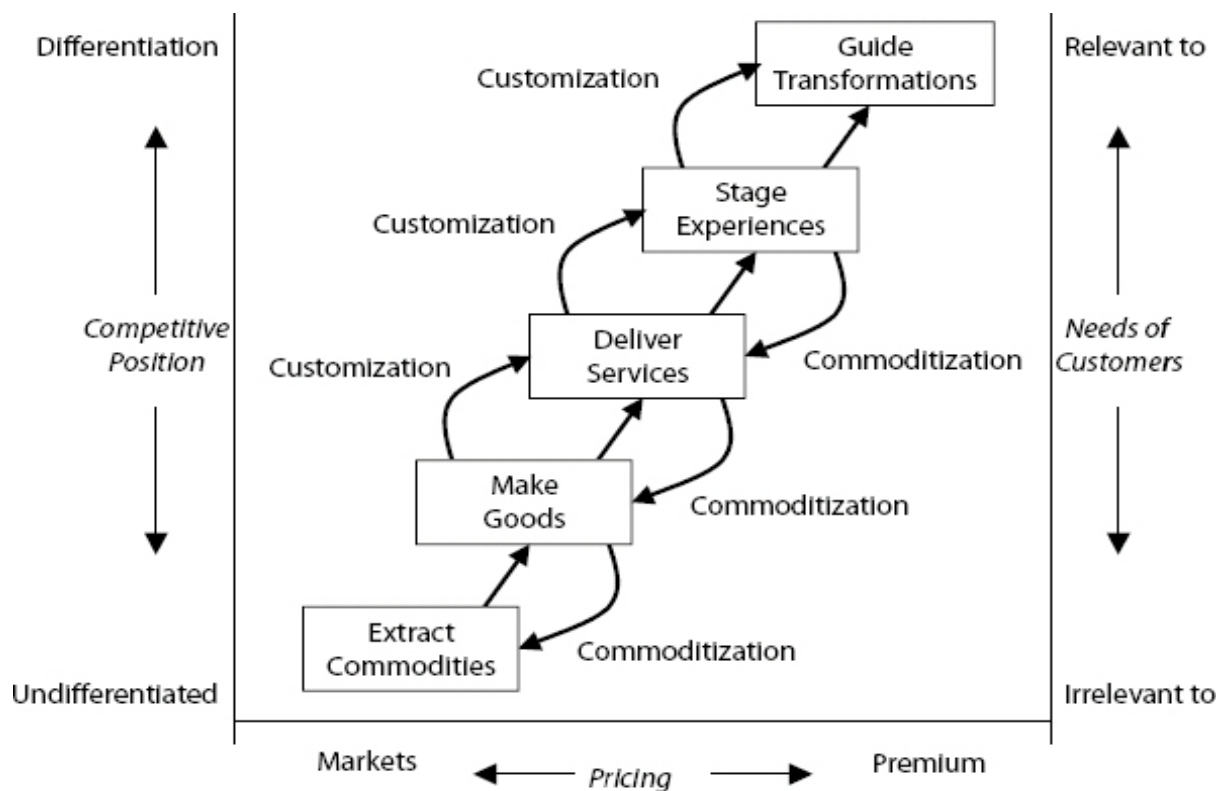 Differentiation
Guide
Transformations
Relevant to
Customization
Stage
Experiences
Customization
Competitive
Position
Deliver
Services
Needs of
Customers
Customization
Commoditization
Make
Goods
Commoditization
Extract
Commodities
Commoditization
Undifferentiated
Irrelevant to
Markets
Pricing
Premium